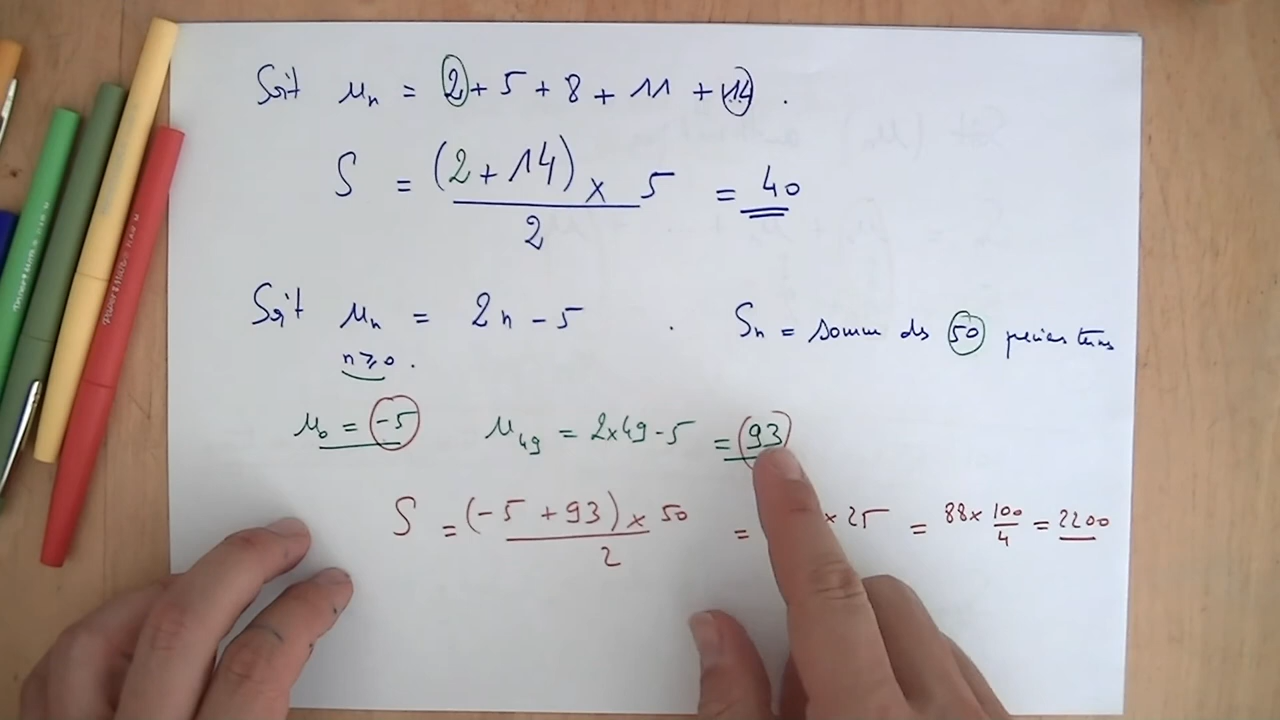 Soit un = 2 + 5 + 8 + 11 + 14 .
S = (2 + 14) x 5 / 2 = 40
Soit un = 2n - 5 . Sn = somme des 50 premiers termes
n ≥ 0 .
u0 = -5 u49 = 2x49-5 = 93
S = (-5 + 93) x 50 / 2 = x 25 = 88x 100/4 = 2200